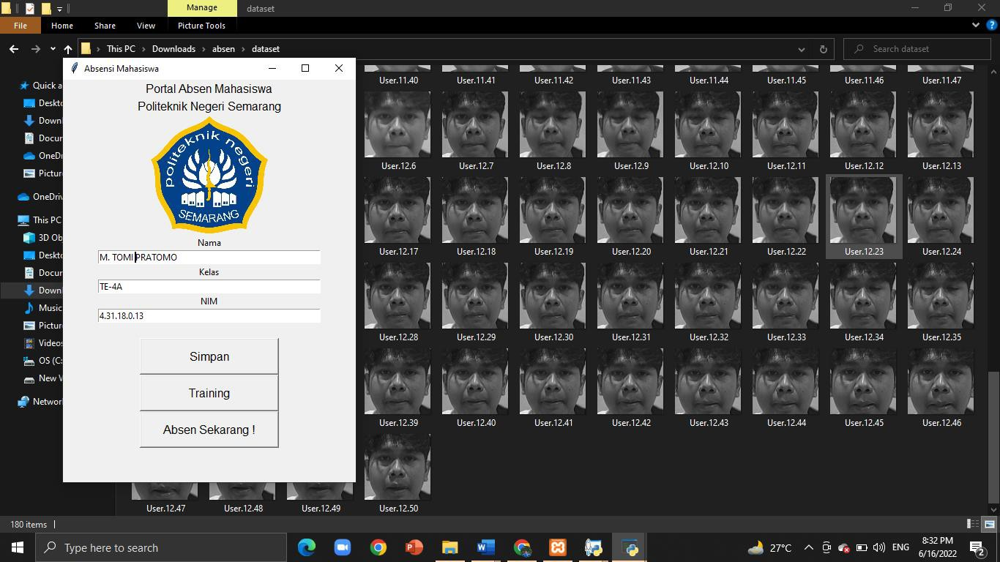 Manage
dataset
File
Home
Share
View
Picture Tools
This PC
Downloads
absen
dataset
Search dataset
Absensi Mahasiswa
Portal Absen Mahasiswa
Politeknik Negeri Semarang
politeknik negeri
SEMARANG
Nama
M. TOMI PRATOMO
Kelas
TE-4A
NIM
4.31.18.0.13
Simpan
Training
Absen Sekarang !
Quick a
Deskto
Downl
Docur
OneDri
Picture
OneDriv
This PC
3D Ob
Deskto
Docur
Downl
Music
Picture
Videos
OS (C:
New V
Network
User.11.40 User.11.41 User.11.42 User.11.43 User.11.44 User.11.45 User.11.46 User.11.47
User.12.6 User.12.7 User.12.8 User.12.9 User.12.10 User.12.11 User.12.12 User.12.13
User.12.17 User.12.18 User.12.19 User.12.20 User.12.21 User.12.22 User.12.23 User.12.24
User.12.28 User.12.29 User.12.30 User.12.31 User.12.32 User.12.33 User.12.34 User.12.35
User.12.39 User.12.40 User.12.41 User.12.42 User.12.43 User.12.44 User.12.45 User.12.46
User.12.47 User.12.48 User.12.49 User.12.50
180 items
Type here to search
27°C
ENG
8:32 PM
6/16/2022
2